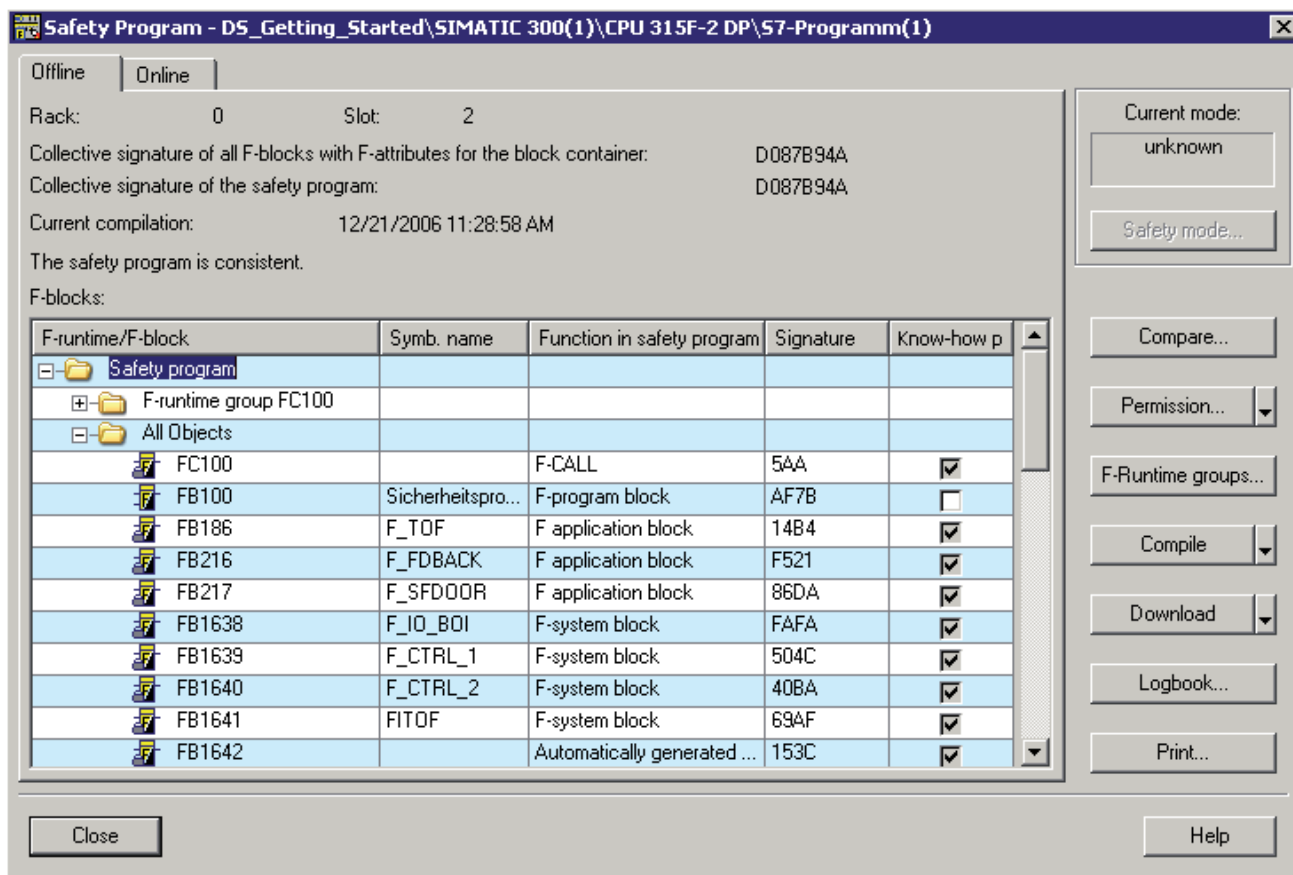 Safety Program - DS_Getting_Started\SIMATIC 300(1)\CPU 315F-2 DP\S7-Programm(1)
Offline Online
Rack: 0 Slot: 2
Collective signature of all F-blocks with F-attributes for the block container: D087B94A
Collective signature of the safety program: D087B94A
Current compilation: 12/21/2006 11:28:58 AM
The safety program is consistent.
F-blocks:
F-runtime/F-block Symb. name Function in safety program Signature Know-how p
Safety program
F-runtime group FC100
All Objects
FC100 F-CALL 5AA
FB100 Sicherheitspro... F-program block AF7B
FB186 F_TOF F application block 14B4
FB216 F_FDBACK F application block F521
FB217 F_SFDOOR F application block 86DA
FB1638 F_IO_BOI F-system block FAFA
FB1639 F_CTRL_1 F-system block 504C
FB1640 F_CTRL_2 F-system block 40BA
FB1641 FITOF F-system block 69AF
FB1642 Automatically generated ... 153C
Current mode:
unknown
Safety mode...
Compare...
Permission...
F-Runtime groups...
Compile
Download
Logbook...
Print...
Close Help